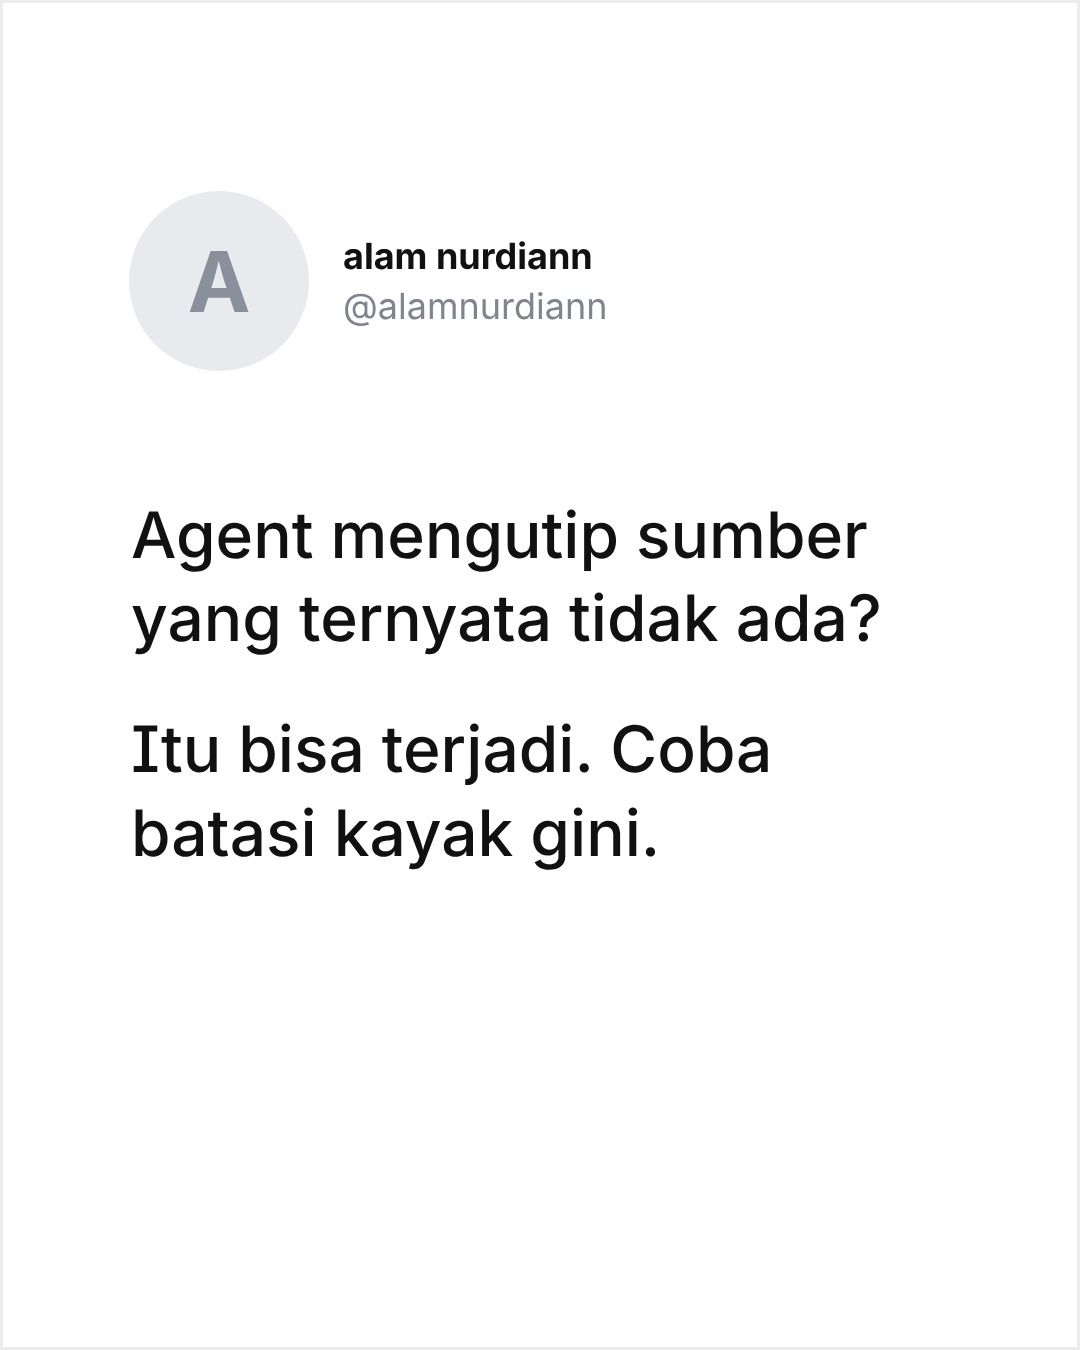 A
alam nurdiann
@alamnurdiann
Agent mengutip sumber
yang ternyata tidak ada?
Itu bisa terjadi. Coba
batasi kayak gini.